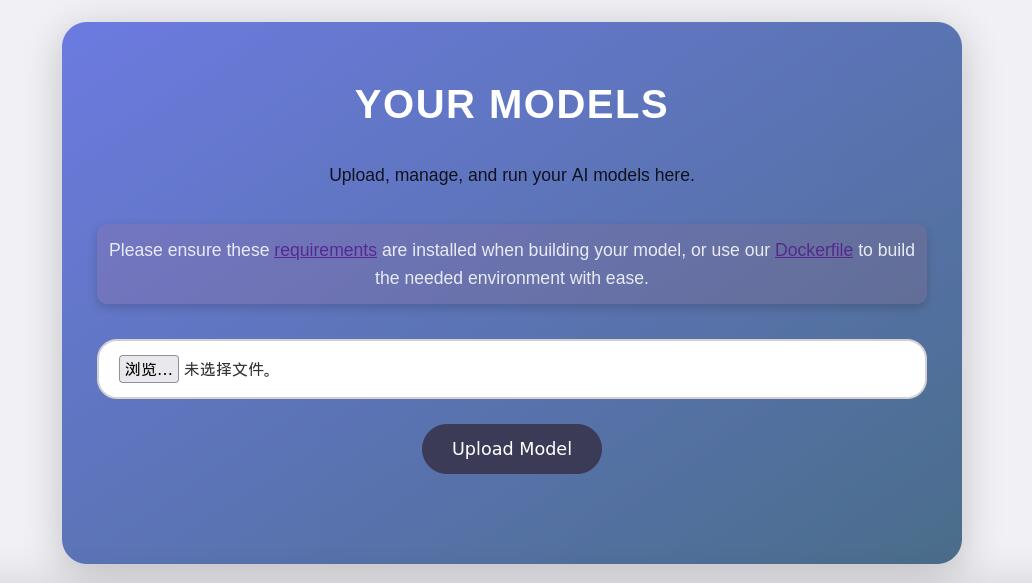 YOUR MODELS
Upload, manage, and run your AI models here.
Please ensure these requirements are installed when building your model, or use our Dockerfile to build
the needed environment with ease.
浏览… 未选择文件。
Upload Model